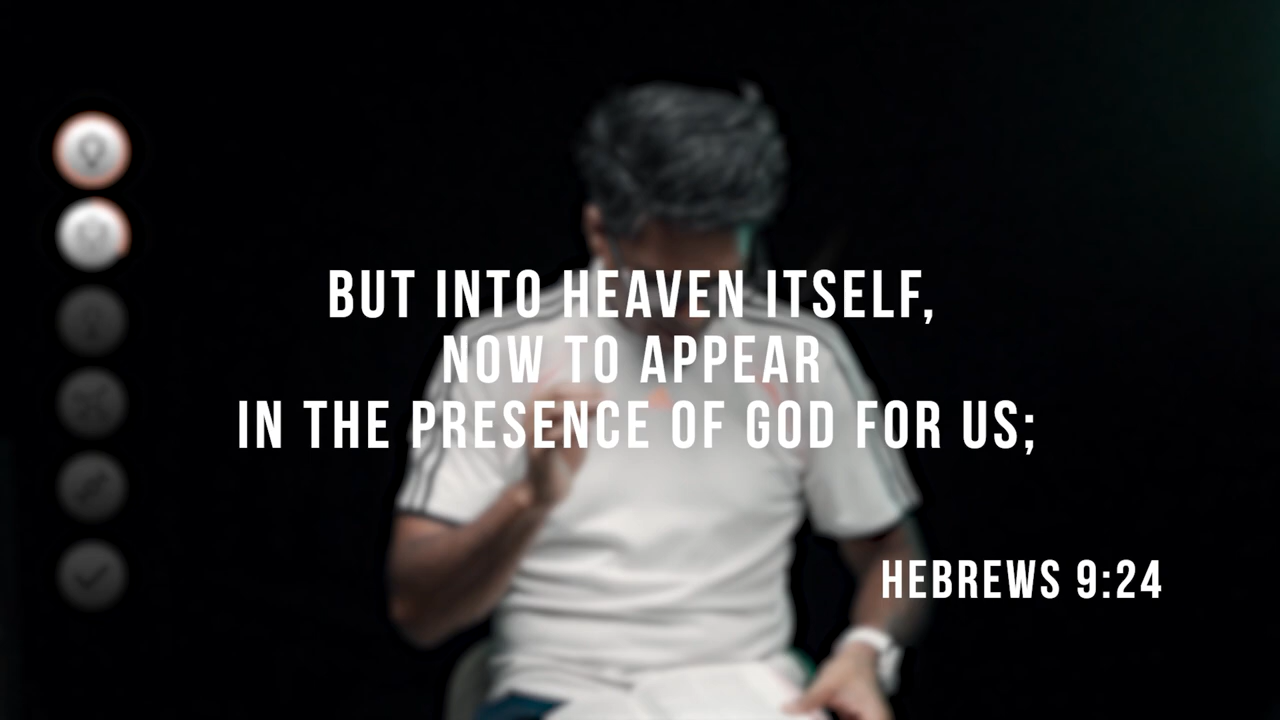 BUT INTO HEAVEN ITSELF,
NOW TO APPEAR
IN THE PRESENCE OF GOD FOR US;
HEBREWS 9:24